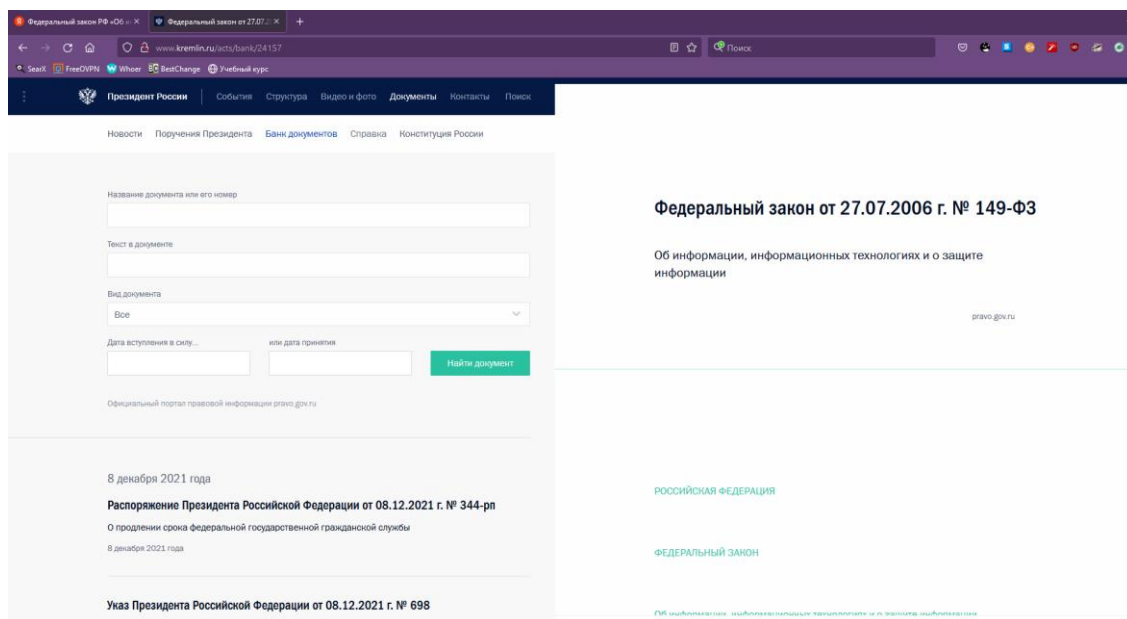 Федеральный закон РФ «Об и
Федеральный закон от 27.07.2
www.kremlin.ru/acts/bank/24157
Поиск
SearX FreeOVPN Whoer BestChange Учебный курс
Президент России События Структура Видео и фото Документы Контакты Поиск
Новости Поручения Президента Банк документов Справка Конституция России
Название документа или его номер
Текст в документе
Вид документа
Все
Дата вступления в силу... или дата принятия
Найти документ
Официальный портал правовой информации pravo.gov.ru
8 декабря 2021 года
Распоряжение Президента Российской Федерации от 08.12.2021 г. № 344-рп
О продлении срока федеральной государственной гражданской службы
8 декабря 2021 года
Указ Президента Российской Федерации от 08.12.2021 г. № 698
Федеральный закон от 27.07.2006 г. № 149-ФЗ
Об информации, информационных технологиях и о защите
информации
pravo.gov.ru
РОССИЙСКАЯ ФЕДЕРАЦИЯ
ФЕДЕРАЛЬНЫЙ ЗАКОН
Об информации, информационных технологиях и о защите информации